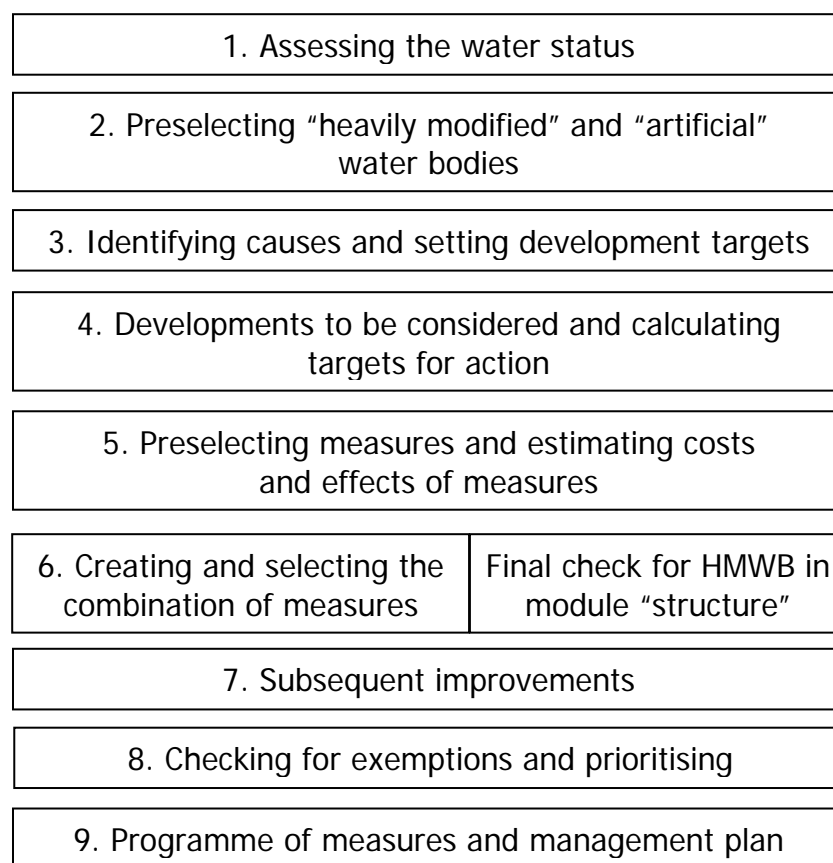 1. Assessing the water status
2. Preselecting “heavily modified” and “artificial”
water bodies
3. Identifying causes and setting development targets
4. Developments to be considered and calculating
targets for action
5. Preselecting measures and estimating costs
and effects of measures
6. Creating and selecting the
combination of measures
Final check for HMWB in
module “structure”
7. Subsequent improvements
8. Checking for exemptions and prioritising
9. Programme of measures and management plan